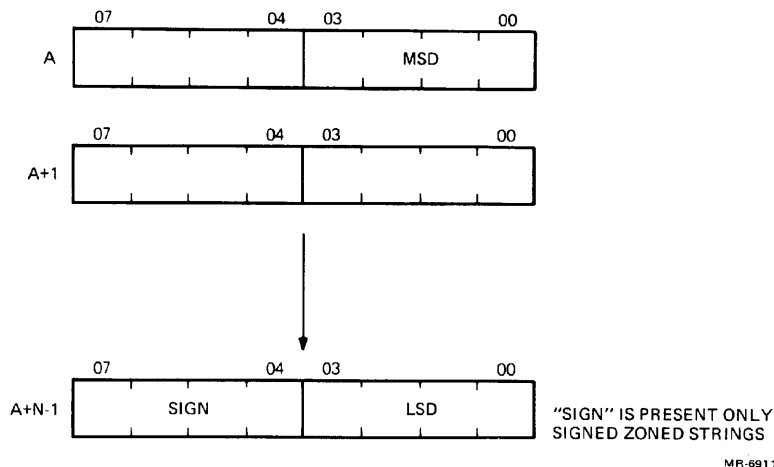 07 04 03 00
A MSD
07 04 03 00
A+1
07 04 03 00
A+N-1 SIGN LSD
"SIGN" IS PRESENT ONLY
SIGNED ZONED STRINGS
MR-6911